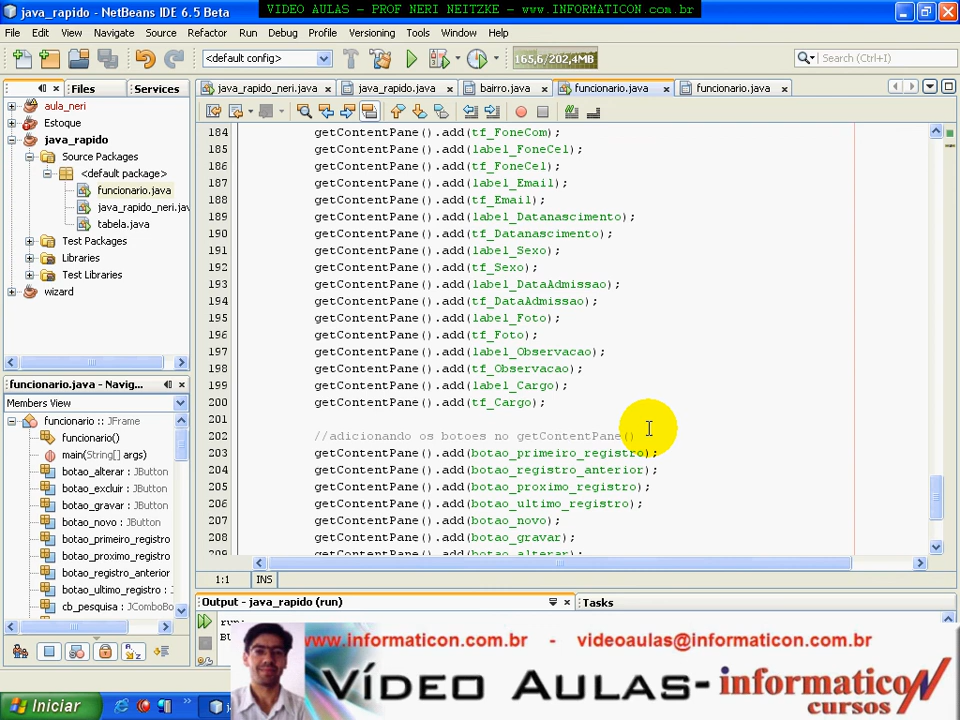 java_rapido - NetBeans IDE 6.5 Beta
VIDEO AULAS - PROF NERI NEITZKE - www.INFORMATICON.com.br
File Edit View Navigate Source Refactor Run Debug Profile Versioning Tools Window Help
<default config>
165,6/202,4MB
Search (Ctrl+I)
Files
Services
java_rapido_neri.java
java_rapido.java
bairro.java
funcionario.java
funcionario.java
aula_neri
Estoque
java_rapido
Source Packages
<default package>
funcionario.java
java_rapido_neri.jav
tabela.java
Test Packages
Libraries
Test Libraries
wizard
184 getContentPane().add(tf_FoneCom);
185 getContentPane().add(label_FoneCel);
186 getContentPane().add(tf_FoneCel);
187 getContentPane().add(label_Email);
188 getContentPane().add(tf_Email);
189 getContentPane().add(label_Datanascimento);
190 getContentPane().add(tf_Datanascimento);
191 getContentPane().add(label_Sexo);
192 getContentPane().add(tf_Sexo);
193 getContentPane().add(label_DataAdmissao);
194 getContentPane().add(tf_DataAdmissao);
195 getContentPane().add(label_Foto);
196 getContentPane().add(tf_Foto);
197 getContentPane().add(label_Observacao);
198 getContentPane().add(tf_Observacao);
199 getContentPane().add(label_Cargo);
200 getContentPane().add(tf_Cargo);
201
202 //adicionando os botoes no getContentPane()
203 getContentPane().add(botao_primeiro_registro);
204 getContentPane().add(botao_registro_anterior);
205 getContentPane().add(botao_proximo_registro);
206 getContentPane().add(botao_ultimo_registro);
207 getContentPane().add(botao_novo);
208 getContentPane().add(botao_gravar);
209 getContentPane().add(botao_alterar);
funcionario.java - Navig...
Members View
funcionario :: JFrame
funcionario()
main(String[] args)
botao_alterar : JButton
botao_excluir : JButton
botao_gravar : JButton
botao_novo : JButton
botao_primeiro_registro
botao_proximo_registro
botao_registro_anterior
botao_ultimo_registro :
cb_pesquisa : JComboBo
1:1 INS
Output - java_rapido (run)
Tasks
run:
BU
www.informaticon.com.br - videoaulas@informaticon.com.br
Vídeo Aulas - informaticon
cursos
Iniciar